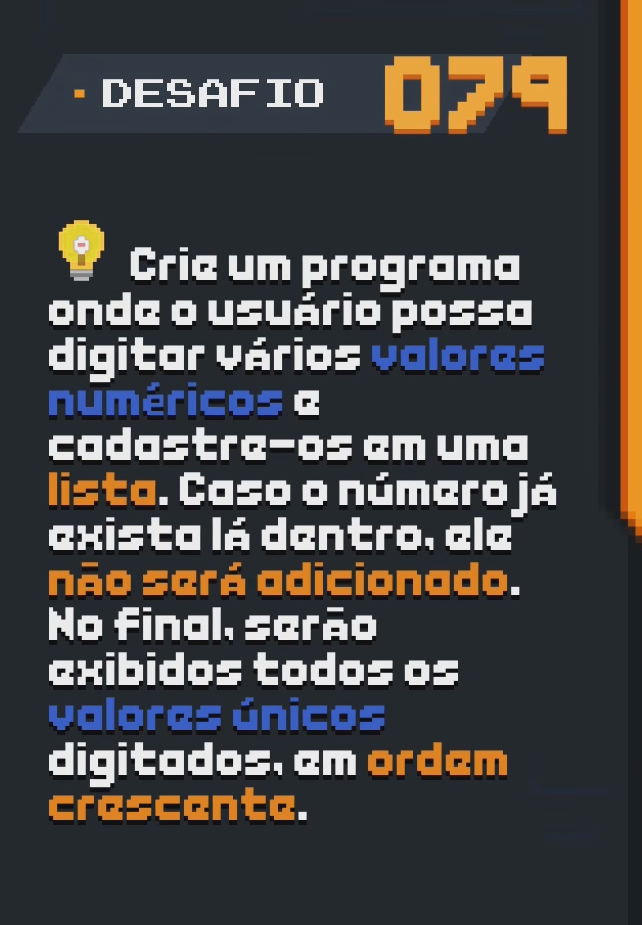 DESAFIO 079
Crie um programa
onde o usuário possa
digitar vários valores
numéricos e
cadastre-os em uma
lista. Caso o número já
exista lá dentro, ele
não será adicionado.
No final, serão
exibidos todos os
valores únicos
digitados, em ordem
crescente.